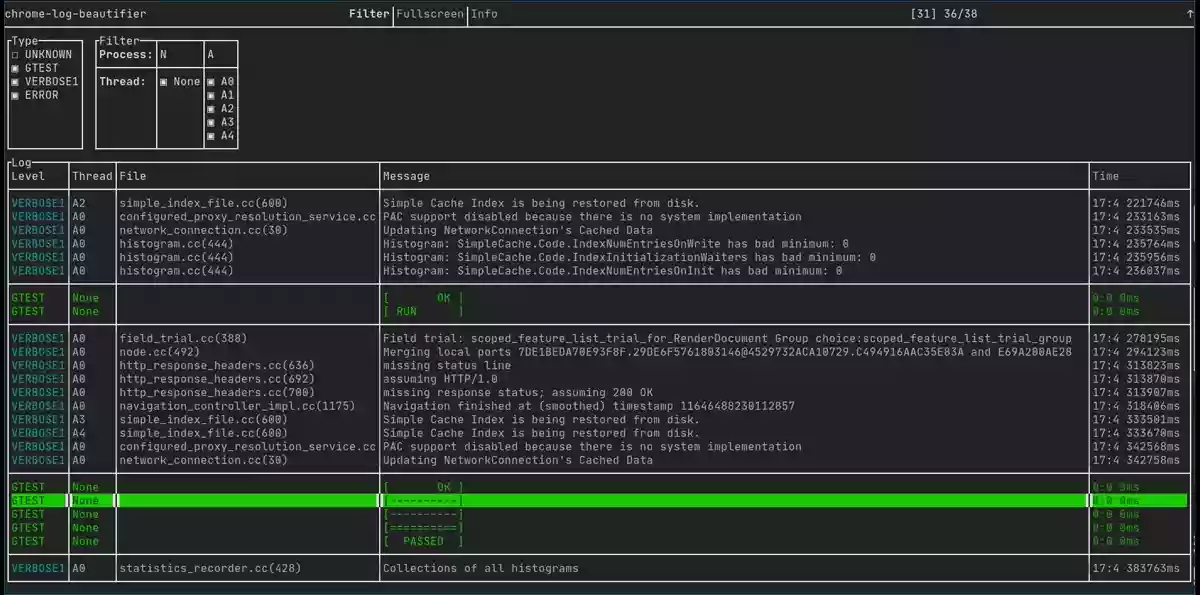 chrome-log-beautifier Filter Fullscreen Info [31] 36/38 ↑
Type Filter
□ UNKNOWN Process: N A
▣ GTEST
▣ VERBOSE1 Thread: ▣ None ▣ A0
▣ ERROR ▣ A1
▣ A2
▣ A3
▣ A4
Log
Level Thread File Message Time
VERBOSE1 A2 simple_index_file.cc(600) Simple Cache Index is being restored from disk. 17:4 221746ms
VERBOSE1 A0 configured_proxy_resolution_service.cc PAC support disabled because there is no system implementation 17:4 233163ms
VERBOSE1 A0 network_connection.cc(30) Updating NetworkConnection's Cached Data 17:4 233535ms
VERBOSE1 A0 histogram.cc(444) Histogram: SimpleCache.Code.IndexNumEntriesOnWrite has bad minimum: 0 17:4 235764ms
VERBOSE1 A0 histogram.cc(444) Histogram: SimpleCache.Code.IndexInitializationWaiters has bad minimum: 0 17:4 235956ms
VERBOSE1 A0 histogram.cc(444) Histogram: SimpleCache.Code.IndexNumEntriesOnInit has bad minimum: 0 17:4 236037ms
GTEST None [ OK ] 0:0 0ms
GTEST None [ RUN ] 0:0 0ms
VERBOSE1 A0 field_trial.cc(388) Field trial: scoped_feature_list_trial_for_RenderDocument Group choice:scoped_feature_list_trial_group 17:4 278195ms
VERBOSE1 A0 node.cc(492) Merging local ports 7DE1BEDA70E93F8F.29DE6F5761803146@4529732ACA10729.C494916AAC35E83A and E69A200AE28 17:4 294123ms
VERBOSE1 A0 http_response_headers.cc(636) missing status line 17:4 313823ms
VERBOSE1 A0 http_response_headers.cc(692) assuming HTTP/1.0 17:4 313870ms
VERBOSE1 A0 http_response_headers.cc(700) missing response status; assuming 200 OK 17:4 313907ms
VERBOSE1 A0 navigation_controller_impl.cc(1175) Navigation finished at (smoothed) timestamp 11646488230112857 17:4 318406ms
VERBOSE1 A3 simple_index_file.cc(600) Simple Cache Index is being restored from disk. 17:4 333501ms
VERBOSE1 A4 simple_index_file.cc(600) Simple Cache Index is being restored from disk. 17:4 333670ms
VERBOSE1 A0 configured_proxy_resolution_service.cc PAC support disabled because there is no system implementation 17:4 342568ms
VERBOSE1 A0 network_connection.cc(30) Updating NetworkConnection's Cached Data 17:4 342758ms
GTEST None [ OK ] 0:0 0ms
GTEST None [----------] 0:0 0ms
GTEST None [----------] 0:0 0ms
GTEST None [==========] 0:0 0ms
GTEST None [ PASSED ] 0:0 0ms
VERBOSE1 A0 statistics_recorder.cc(428) Collections of all histograms 17:4 383763ms